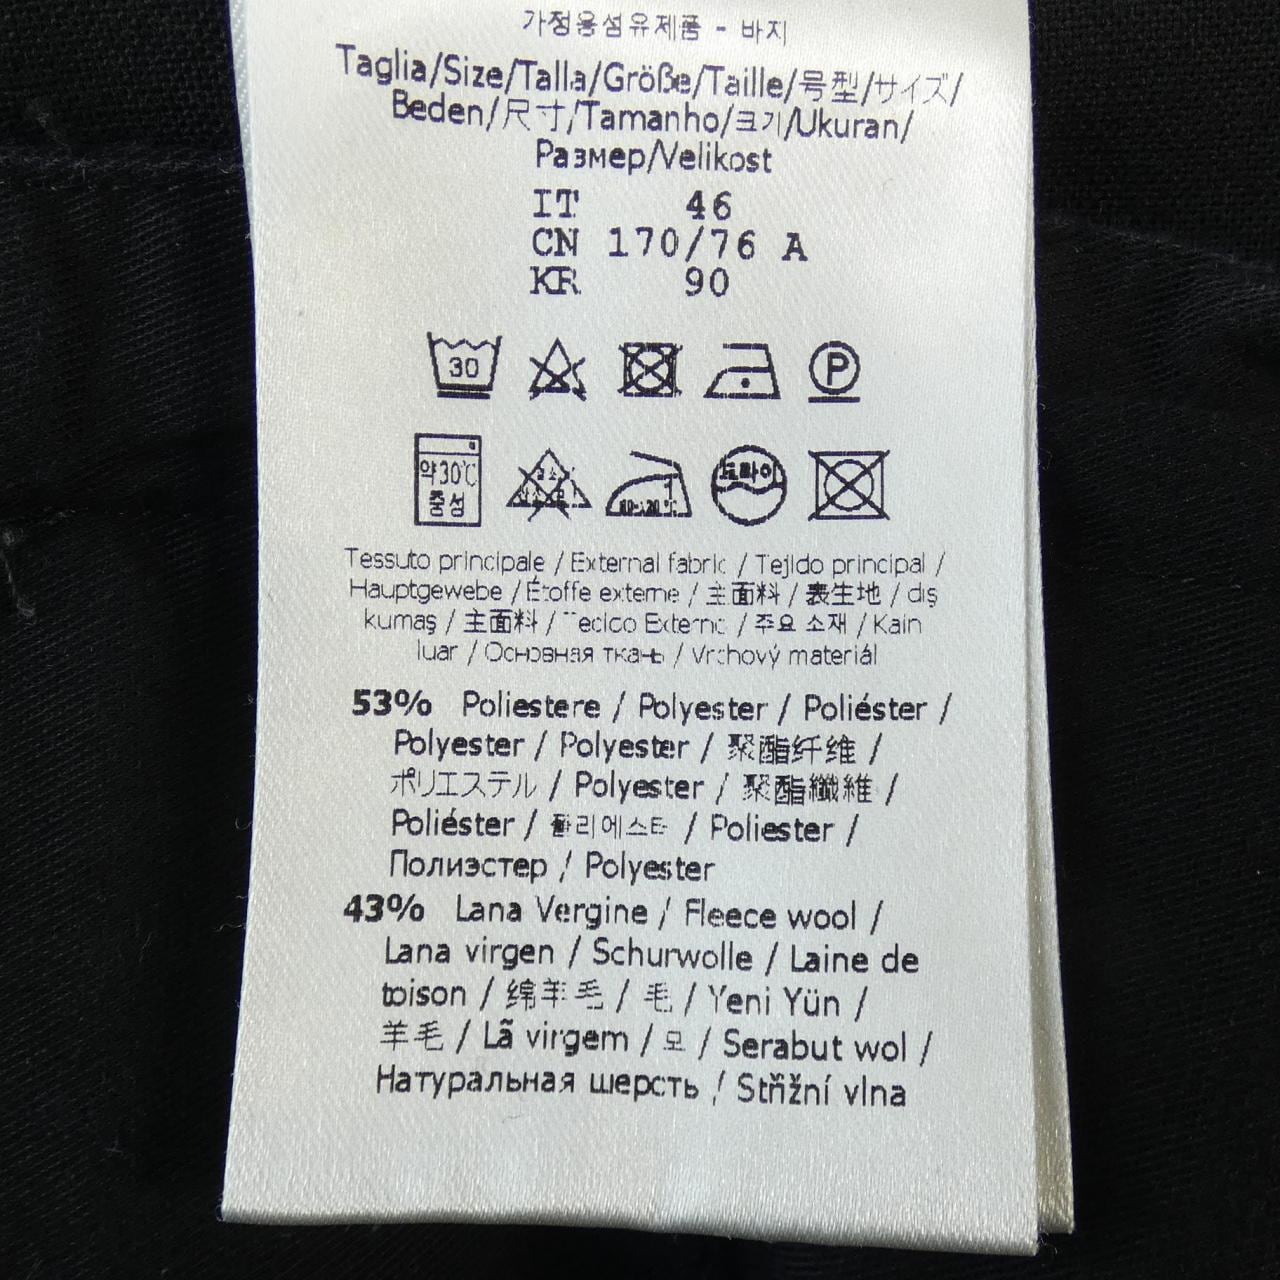 가정용섬유제품 - 바지
Taglia/Size/Talla/Größe/Taille/号型/サイズ/
Beden/尺寸/Tamanho/크기/Ukuran/
Размер/Velikost
IT 46
CN 170/76 A
KR 90
30 P
약30℃
중성
드라이
Tessuto principale / External fabric / Tejido principal /
Hauptgewebe / Étoffe externe / 主面料 / 表生地 / dış
kumaş / 主面料 / Tecico Externo / 주요 소재 / Kain
luar / Основная ткань / Vrchový materiál
53% Poliestere / Polyester / Poliéster /
Polyester / Polyester / 聚酯纤维 /
ポリエステル / Polyester / 聚酯纖維 /
Poliéster / 폴리에스터 / Poliester /
Полиэстер / Polyester
43% Lana Vergine / Fleece wool /
Lana virgen / Schurwolle / Laine de
toison / 绵羊毛 / 毛 / Yeni Yün /
羊毛 / Lã virgem / 모 / Serabut wol /
Натуральная шерсть / Střižní vlna